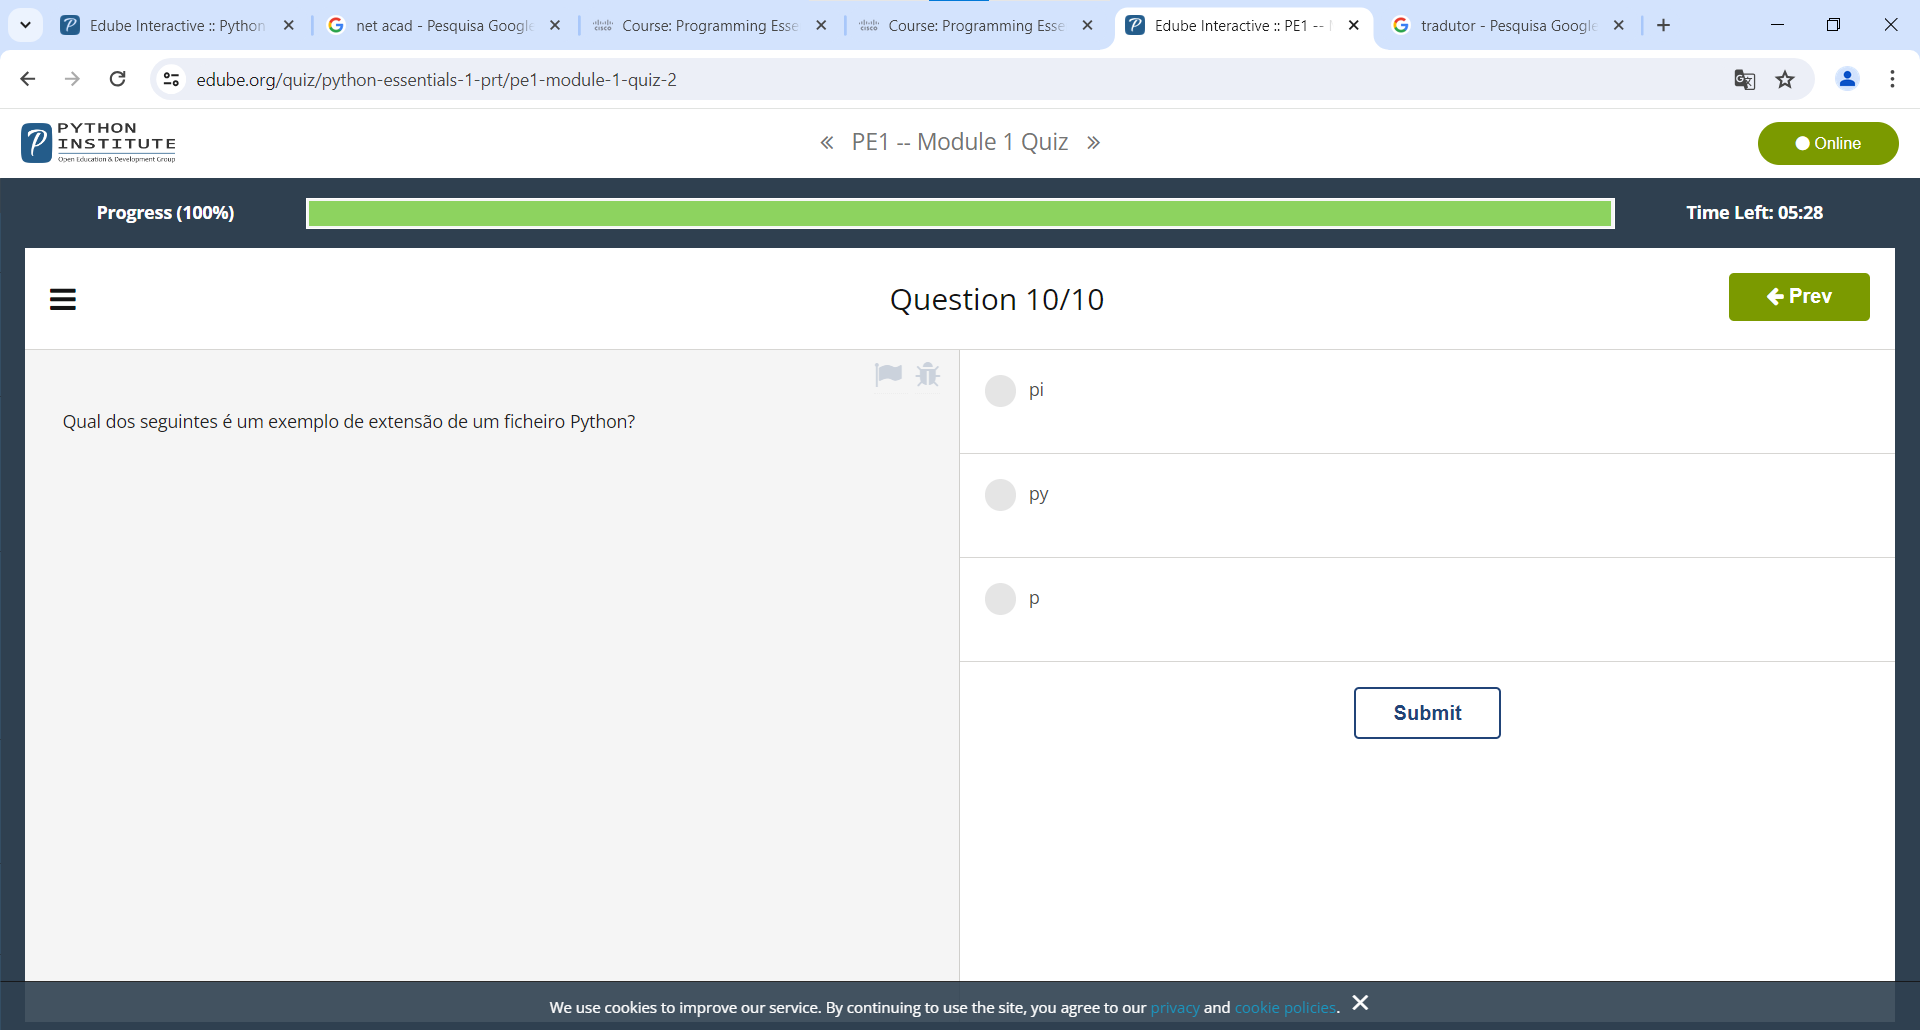 Edube Interactive :: Python
net acad - Pesquisa Google
Course: Programming Esse
Course: Programming Esse
Edube Interactive :: PE1 --
tradutor - Pesquisa Google
edube.org/quiz/python-essentials-1-prt/pe1-module-1-quiz-2
PYTHON
INSTITUTE
Open Education & Development Group
« PE1 -- Module 1 Quiz »
Online
Progress (100%)
Time Left: 05:28
Question 10/10
Prev
Qual dos seguintes é um exemplo de extensão de um ficheiro Python?
pi
py
p
Submit
We use cookies to improve our service. By continuing to use the site, you agree to our privacy and cookie policies.